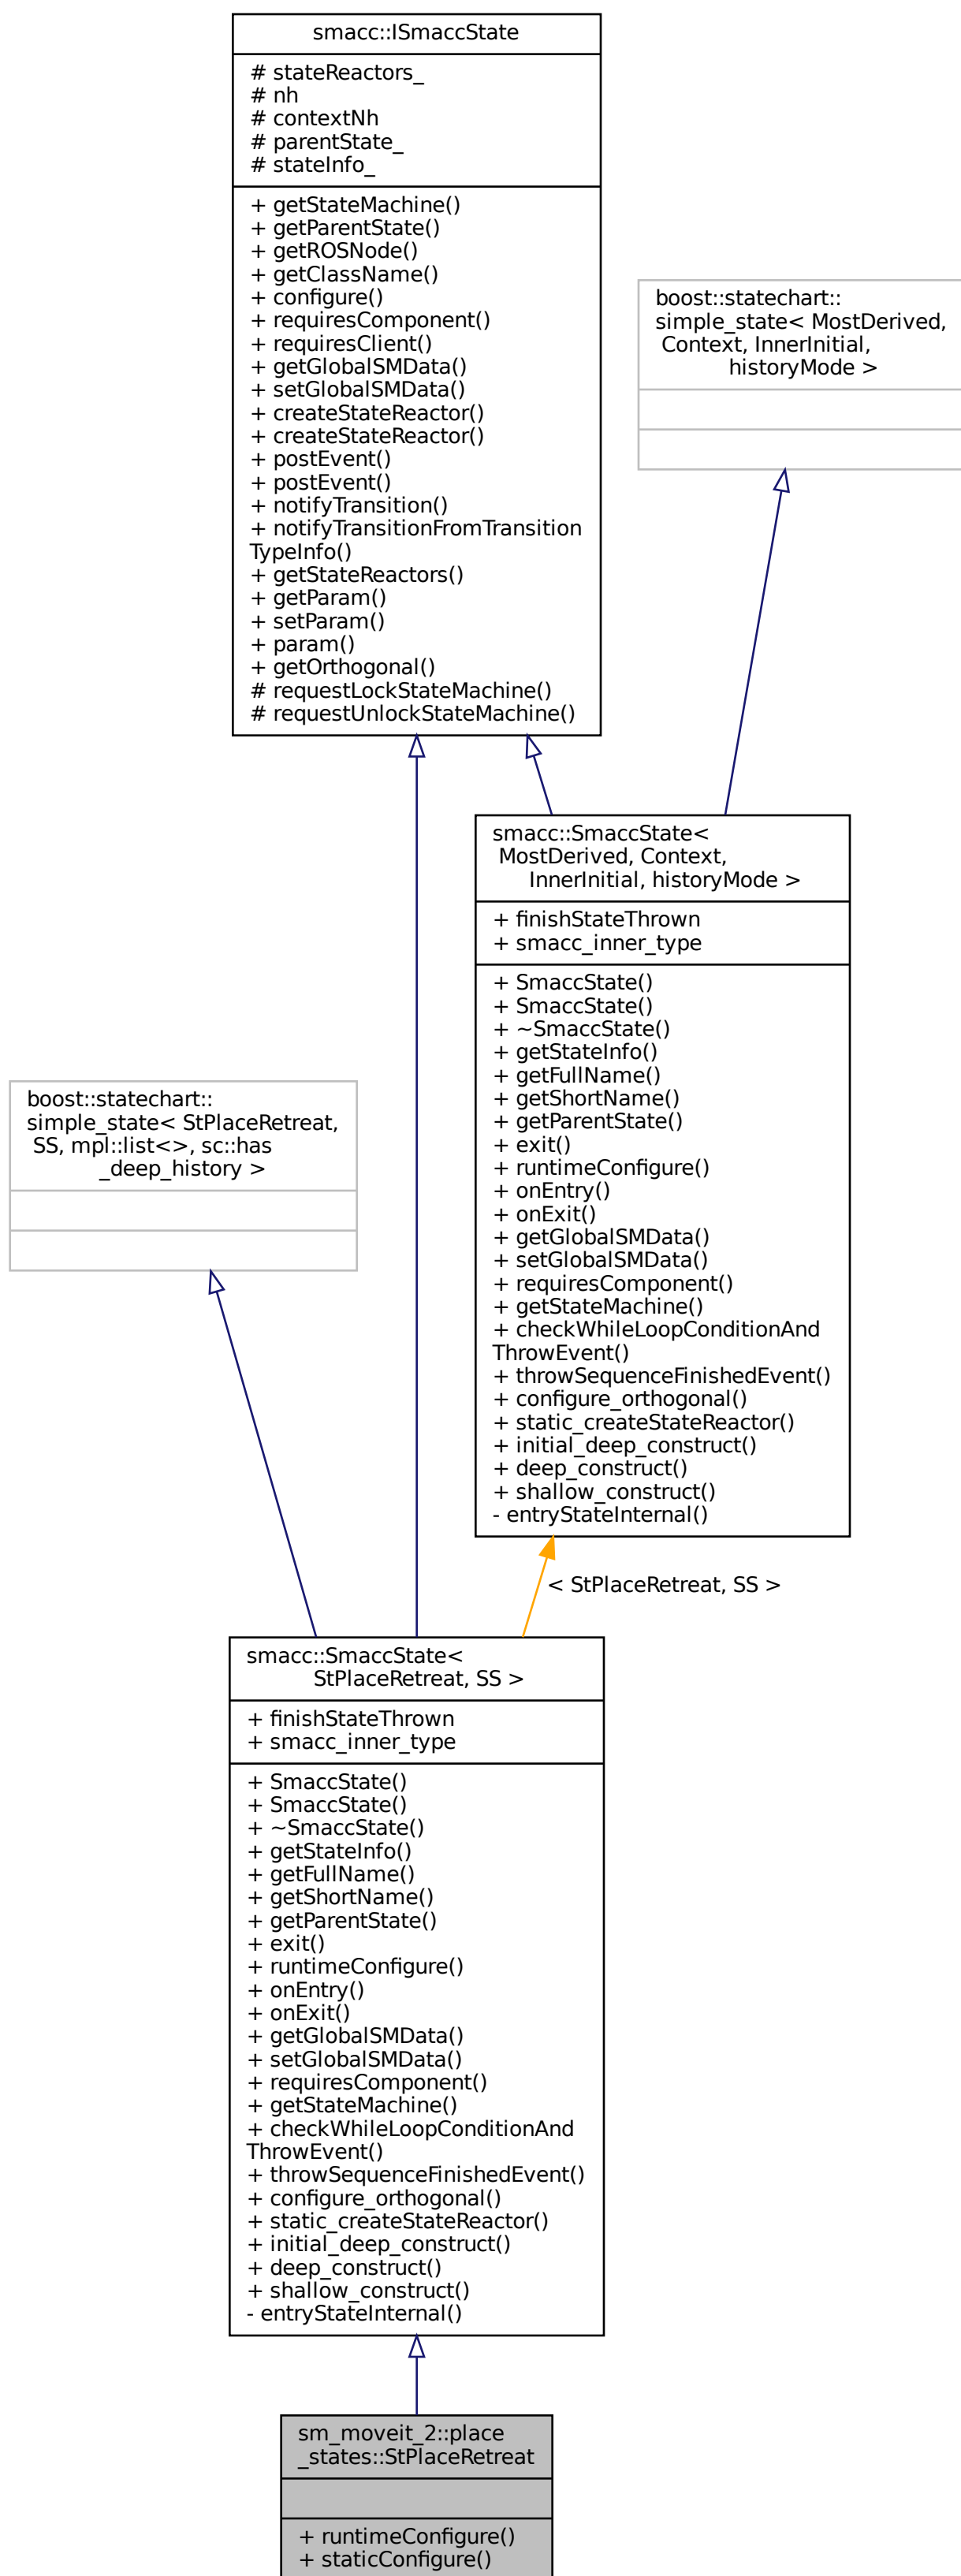 smacc::ISmaccState
# stateReactors_
# nh
# contextNh
# parentState_
# stateInfo_
+ getStateMachine()
+ getParentState()
+ getROSNode()
+ getClassName()
+ configure()
+ requiresComponent()
+ requiresClient()
+ getGlobalSMData()
+ setGlobalSMData()
+ createStateReactor()
+ createStateReactor()
+ postEvent()
+ postEvent()
+ notifyTransition()
+ notifyTransitionFromTransition
TypeInfo()
+ getStateReactors()
+ getParam()
+ setParam()
+ param()
+ getOrthogonal()
# requestLockStateMachine()
# requestUnlockStateMachine()
boost::statechart::
simple_state< MostDerived,
Context, InnerInitial,
historyMode >
smacc::SmaccState<
MostDerived, Context,
InnerInitial, historyMode >
+ finishStateThrown
+ smacc_inner_type
+ SmaccState()
+ SmaccState()
+ ~SmaccState()
+ getStateInfo()
+ getFullName()
+ getShortName()
+ getParentState()
+ exit()
+ runtimeConfigure()
+ onEntry()
+ onExit()
+ getGlobalSMData()
+ setGlobalSMData()
+ requiresComponent()
+ getStateMachine()
+ checkWhileLoopConditionAnd
ThrowEvent()
+ throwSequenceFinishedEvent()
+ configure_orthogonal()
+ static_createStateReactor()
+ initial_deep_construct()
+ deep_construct()
+ shallow_construct()
- entryStateInternal()
boost::statechart::
simple_state< StPlaceRetreat,
SS, mpl::list<>, sc::has
_deep_history >
< StPlaceRetreat, SS >
smacc::SmaccState<
StPlaceRetreat, SS >
+ finishStateThrown
+ smacc_inner_type
+ SmaccState()
+ SmaccState()
+ ~SmaccState()
+ getStateInfo()
+ getFullName()
+ getShortName()
+ getParentState()
+ exit()
+ runtimeConfigure()
+ onEntry()
+ onExit()
+ getGlobalSMData()
+ setGlobalSMData()
+ requiresComponent()
+ getStateMachine()
+ checkWhileLoopConditionAnd
ThrowEvent()
+ throwSequenceFinishedEvent()
+ configure_orthogonal()
+ static_createStateReactor()
+ initial_deep_construct()
+ deep_construct()
+ shallow_construct()
- entryStateInternal()
sm_moveit_2::place
_states::StPlaceRetreat
+ runtimeConfigure()
+ staticConfigure()